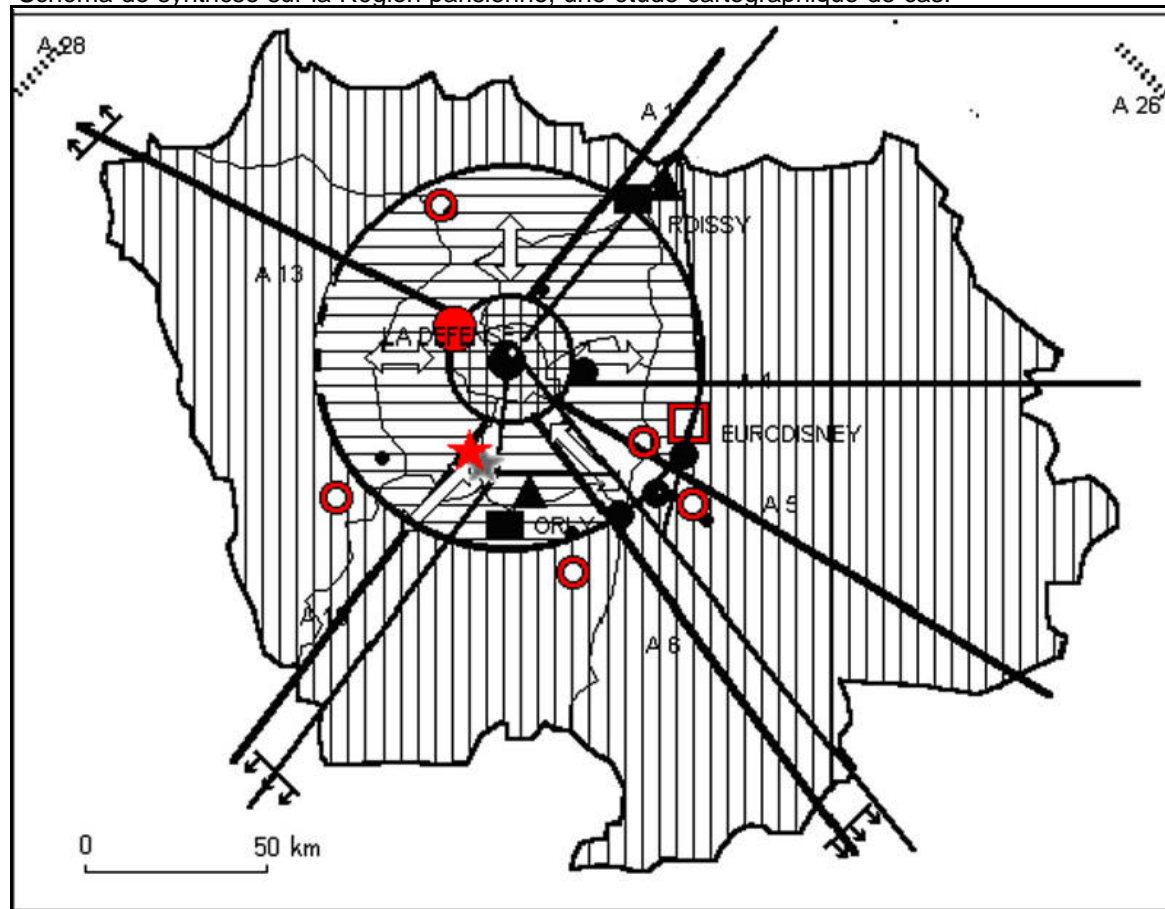 Schéma de synthèse sur la Région parisienne, une étude cartographique de cas.
A 28
A 26
A 1
ROISSY
A 13
LA DEFENSE
A 4
EURODISNEY
A 5
ORLY
A 10
A 6
0 50 km